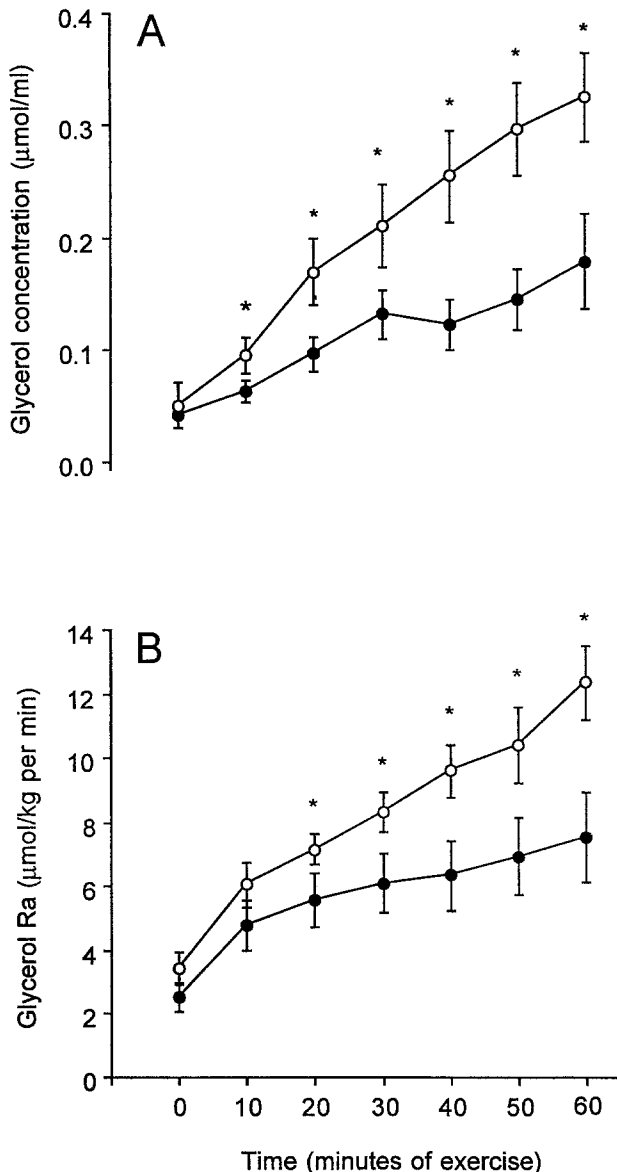 A
Glycerol concentration (μmol/ml)
0.4
0.3
0.2
0.1
0.0
* * * * * *
B
Glycerol Ra (μmol/kg per min)
14
12
10
8
6
4
2
0
* * * * *
0 10 20 30 40 50 60
Time (minutes of exercise)